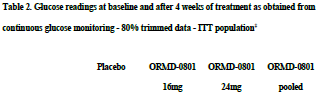 Table 2. Glucose readings at baseline and after 4 weeks of treatment as obtained from
continuous glucose monitoring - 80% trimmed data - ITT population¹
Placebo ORMD-0801 ORMD-0801 ORMD-0801
16mg 24mg pooled